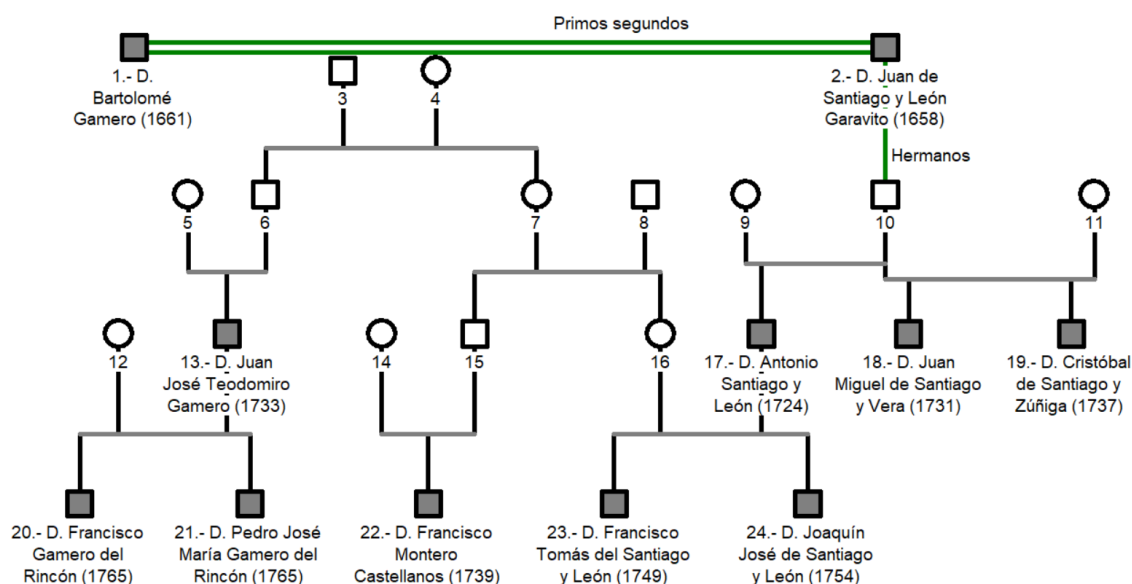 Primos segundos
1.- D.
Bartolomé
Gamero (1661)
3
4
2.- D. Juan de
Santiago y León
Garavito (1658)
Hermanos
5
6
7
8
9
10
11
12
13.- D. Juan
José Teodomiro
Gamero (1733)
14
15
16
17.- D. Antonio
Santiago y
León (1724)
18.- D. Juan
Miguel de Santiago
y Vera (1731)
19.- D. Cristóbal
de Santiago y
Zúñiga (1737)
20.- D. Francisco
Gamero del
Rincón (1765)
21.- D. Pedro José
María Gamero del
Rincón (1765)
22.- D. Francisco
Montero
Castellanos (1739)
23.- D. Francisco
Tomás del Santiago
y León (1749)
24.- D. Joaquín
José de Santiago
y León (1754)